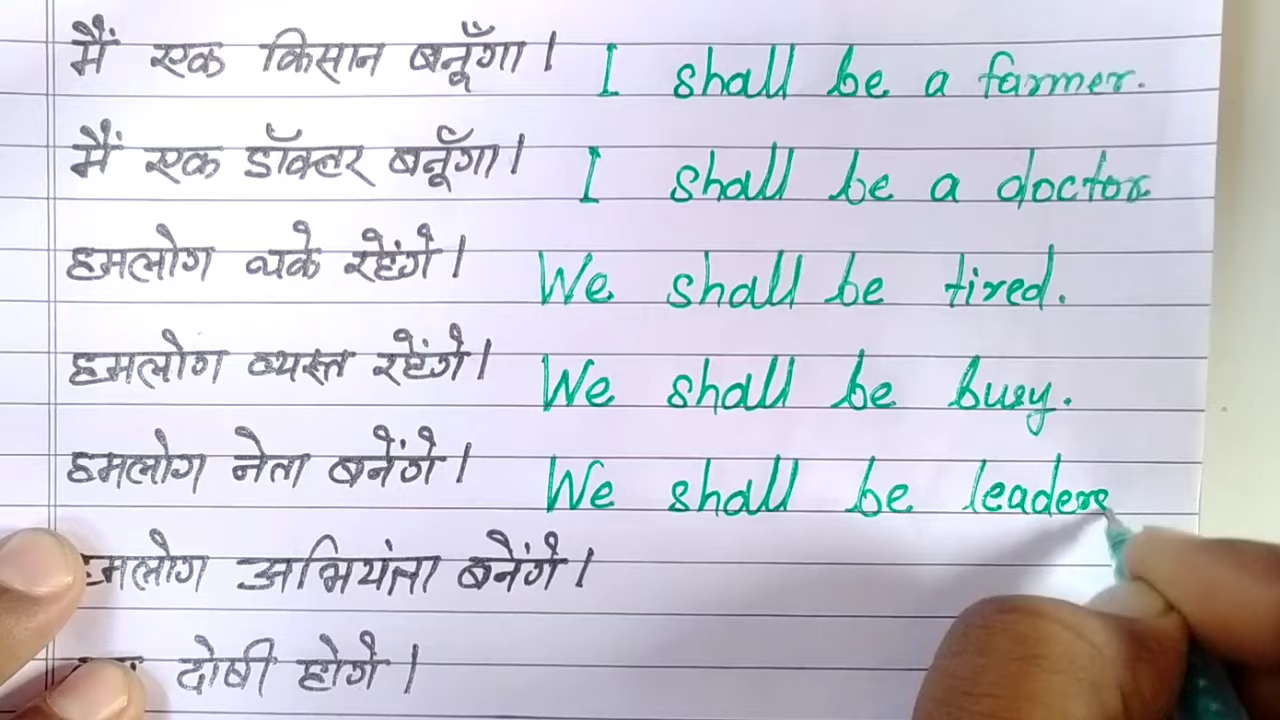 मैं एक किसान बनूँगा। I shall be a farmer.
मैं एक डॉक्टर बनूँगा। I shall be a doctor
हमलोग थके रहेंगे। We shall be tired.
हमलोग व्यस्त रहेंगे। We shall be busy.
हमलोग नेता बनेंगे। We shall be leaders
हमलोग अभियंता बनेंगे।
दोषी होगे।